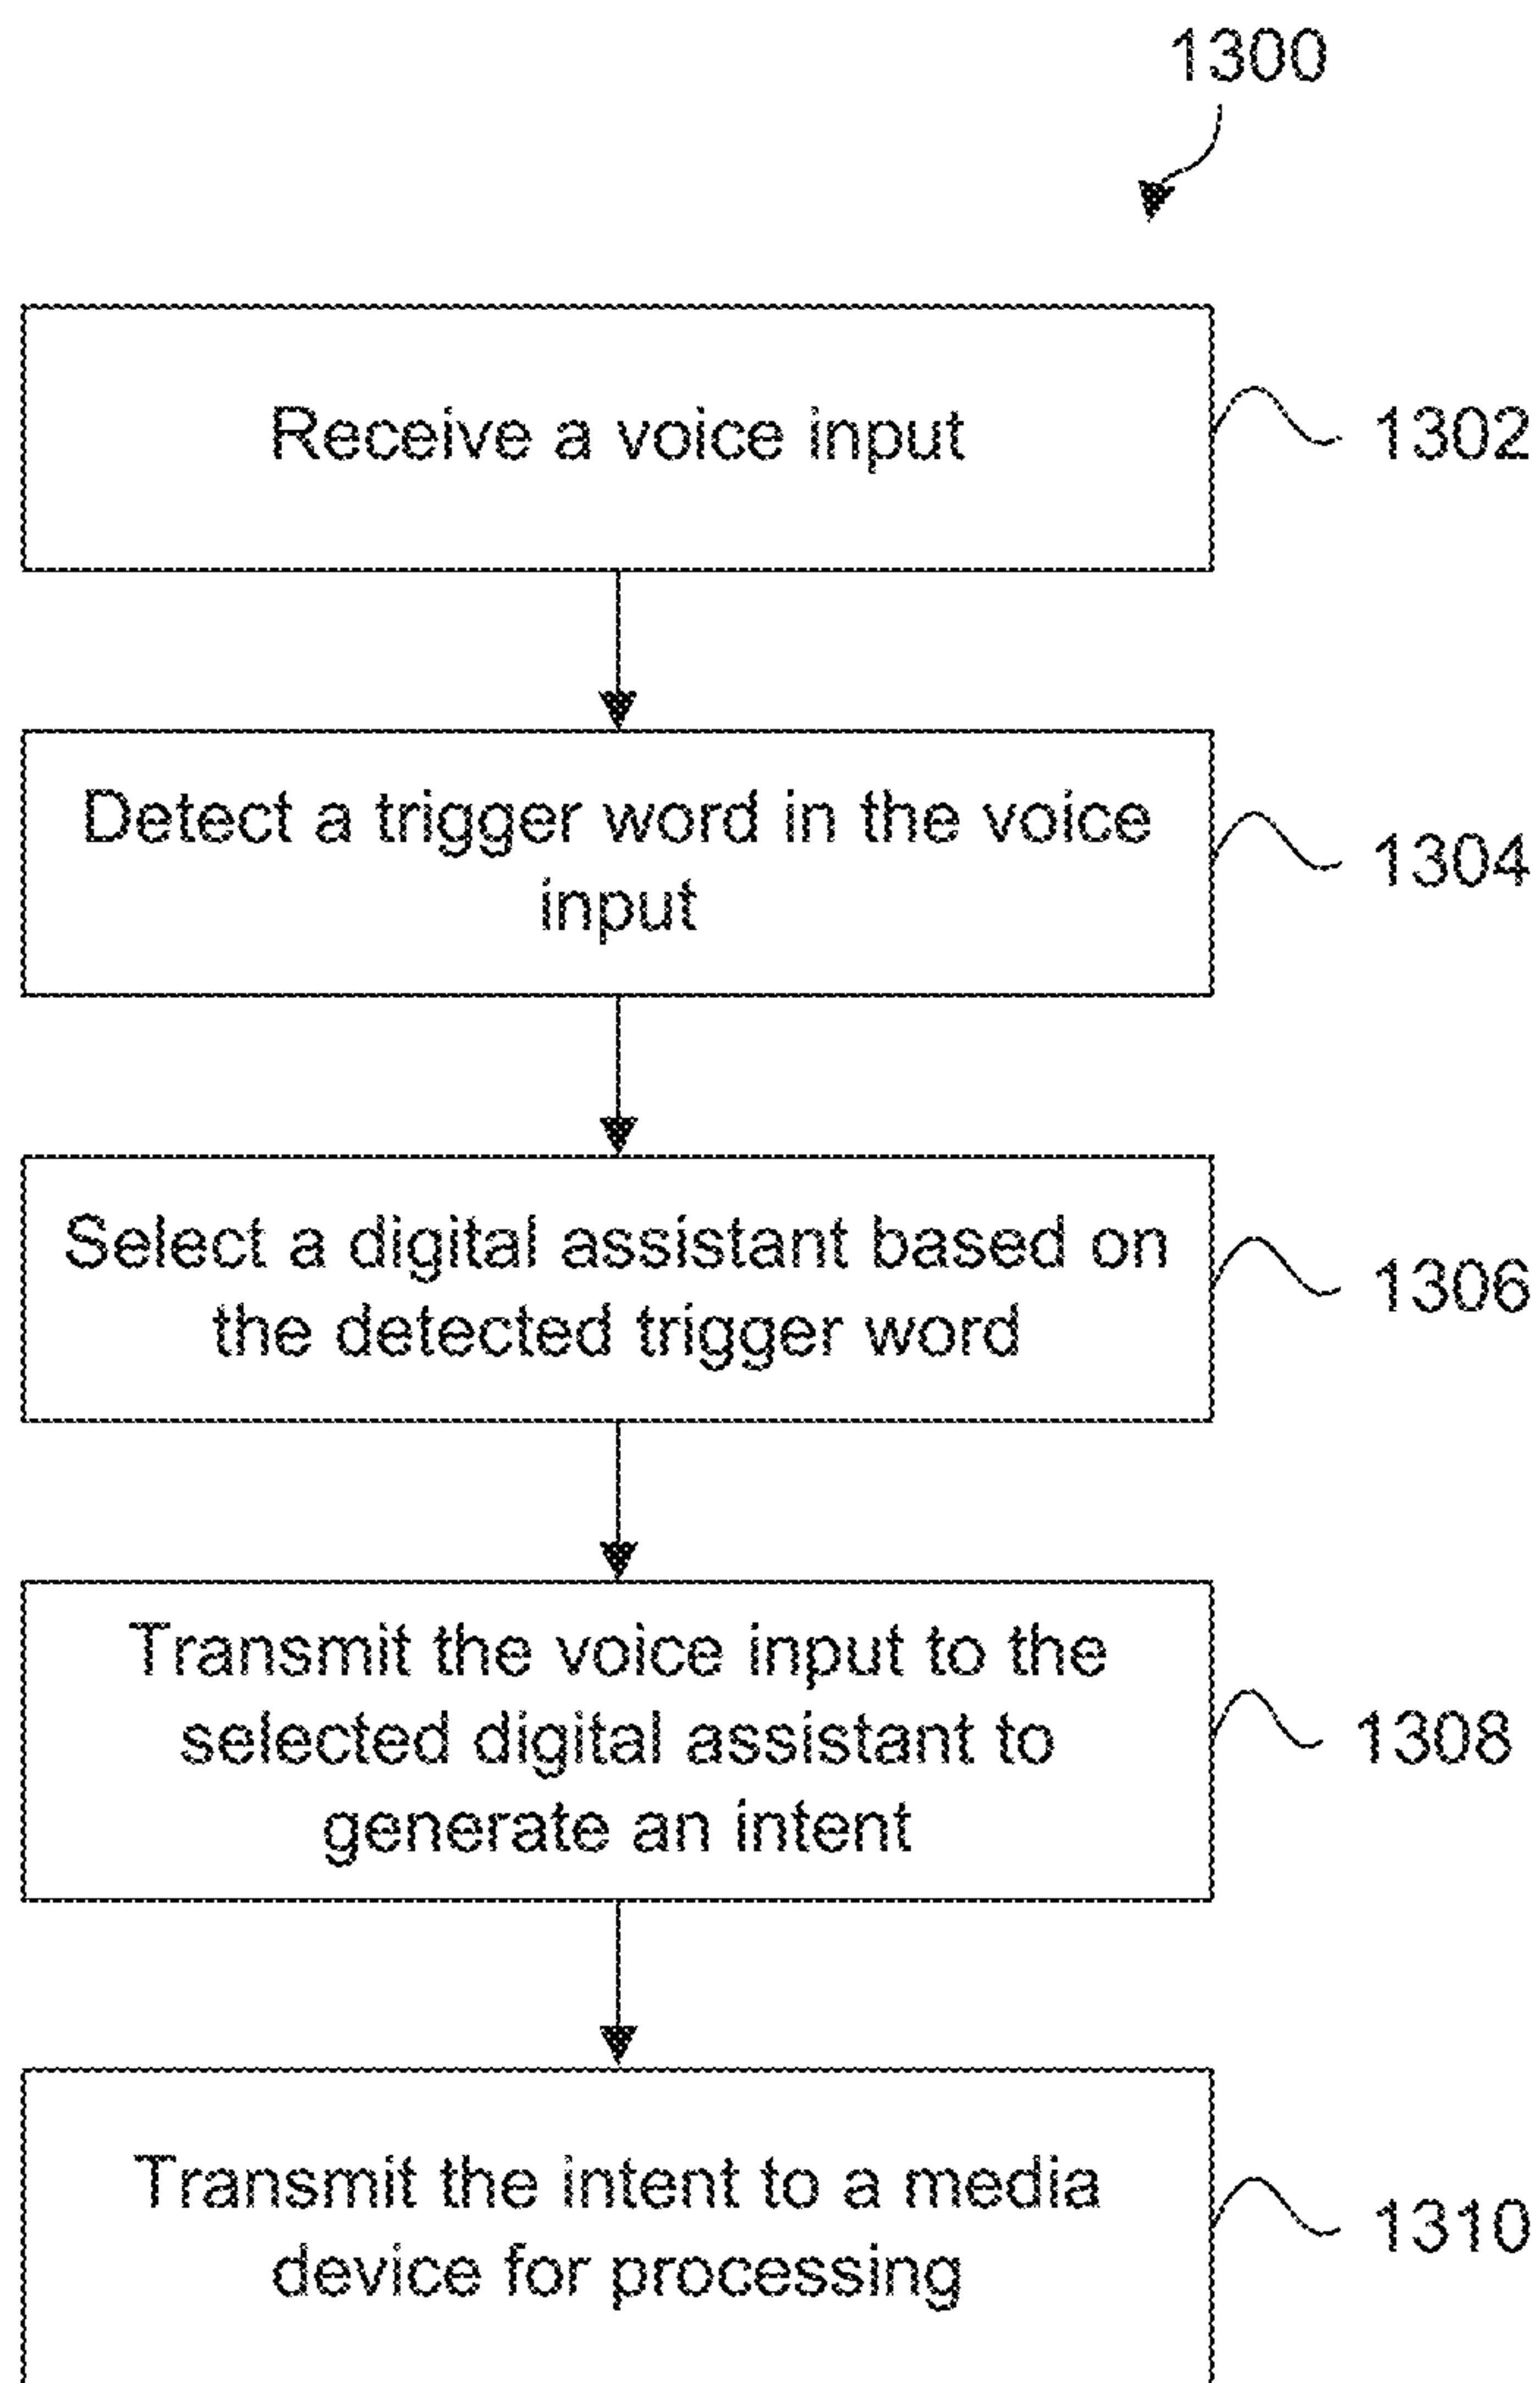 1300
Receive a voice input
1302
Detect a trigger word in the voice
input
1304
Select a digital assistant based on
the detected trigger word
1306
Transmit the voice input to the
selected digital assistant to
generate an intent
1308
Transmit the intent to a media
device for processing
1310